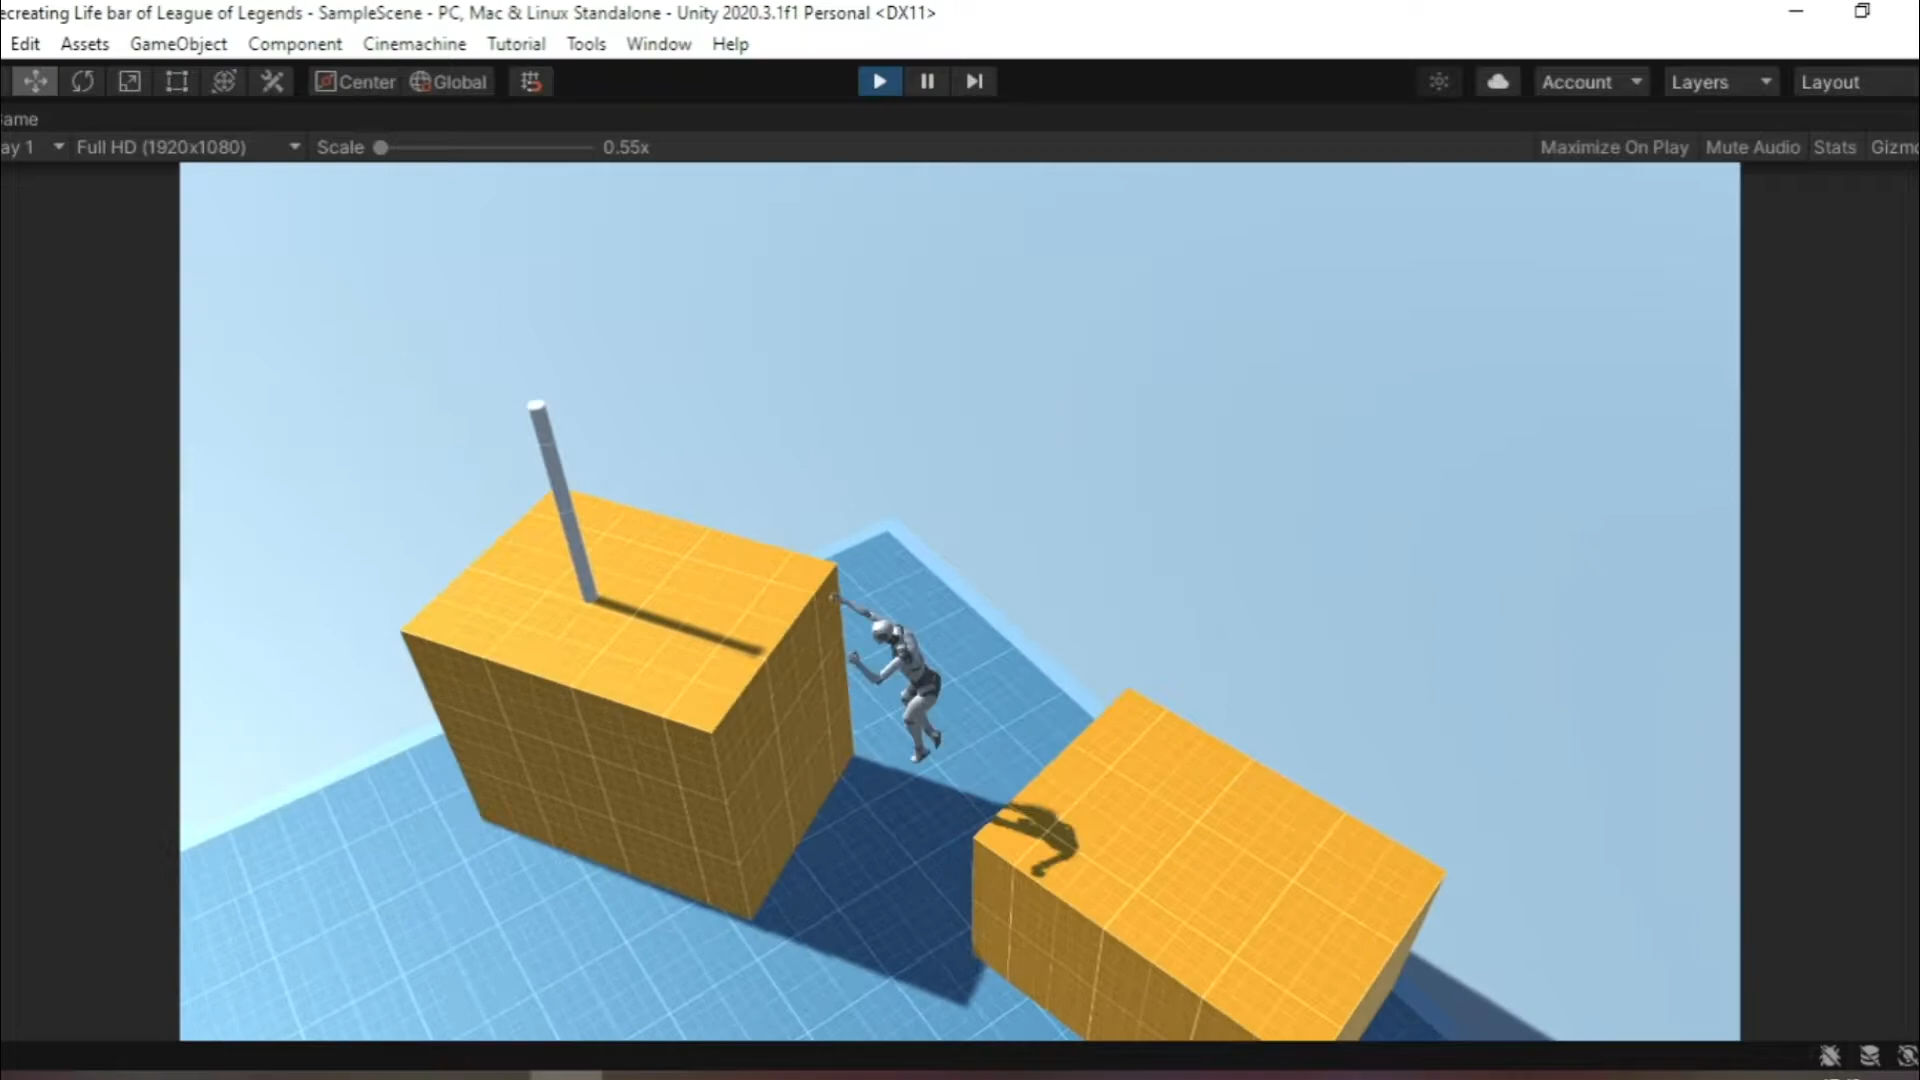 ecreating Life bar of League of Legends - SampleScene - PC, Mac & Linux Standalone - Unity 2020.3.1f1 Personal <DX11>
Edit Assets GameObject Component Cinemachine Tutorial Tools Window Help
Center Global Account Layers Layout
ame
ay 1 Full HD (1920x1080) Scale 0.55x Maximize On Play Mute Audio Stats Gizmo